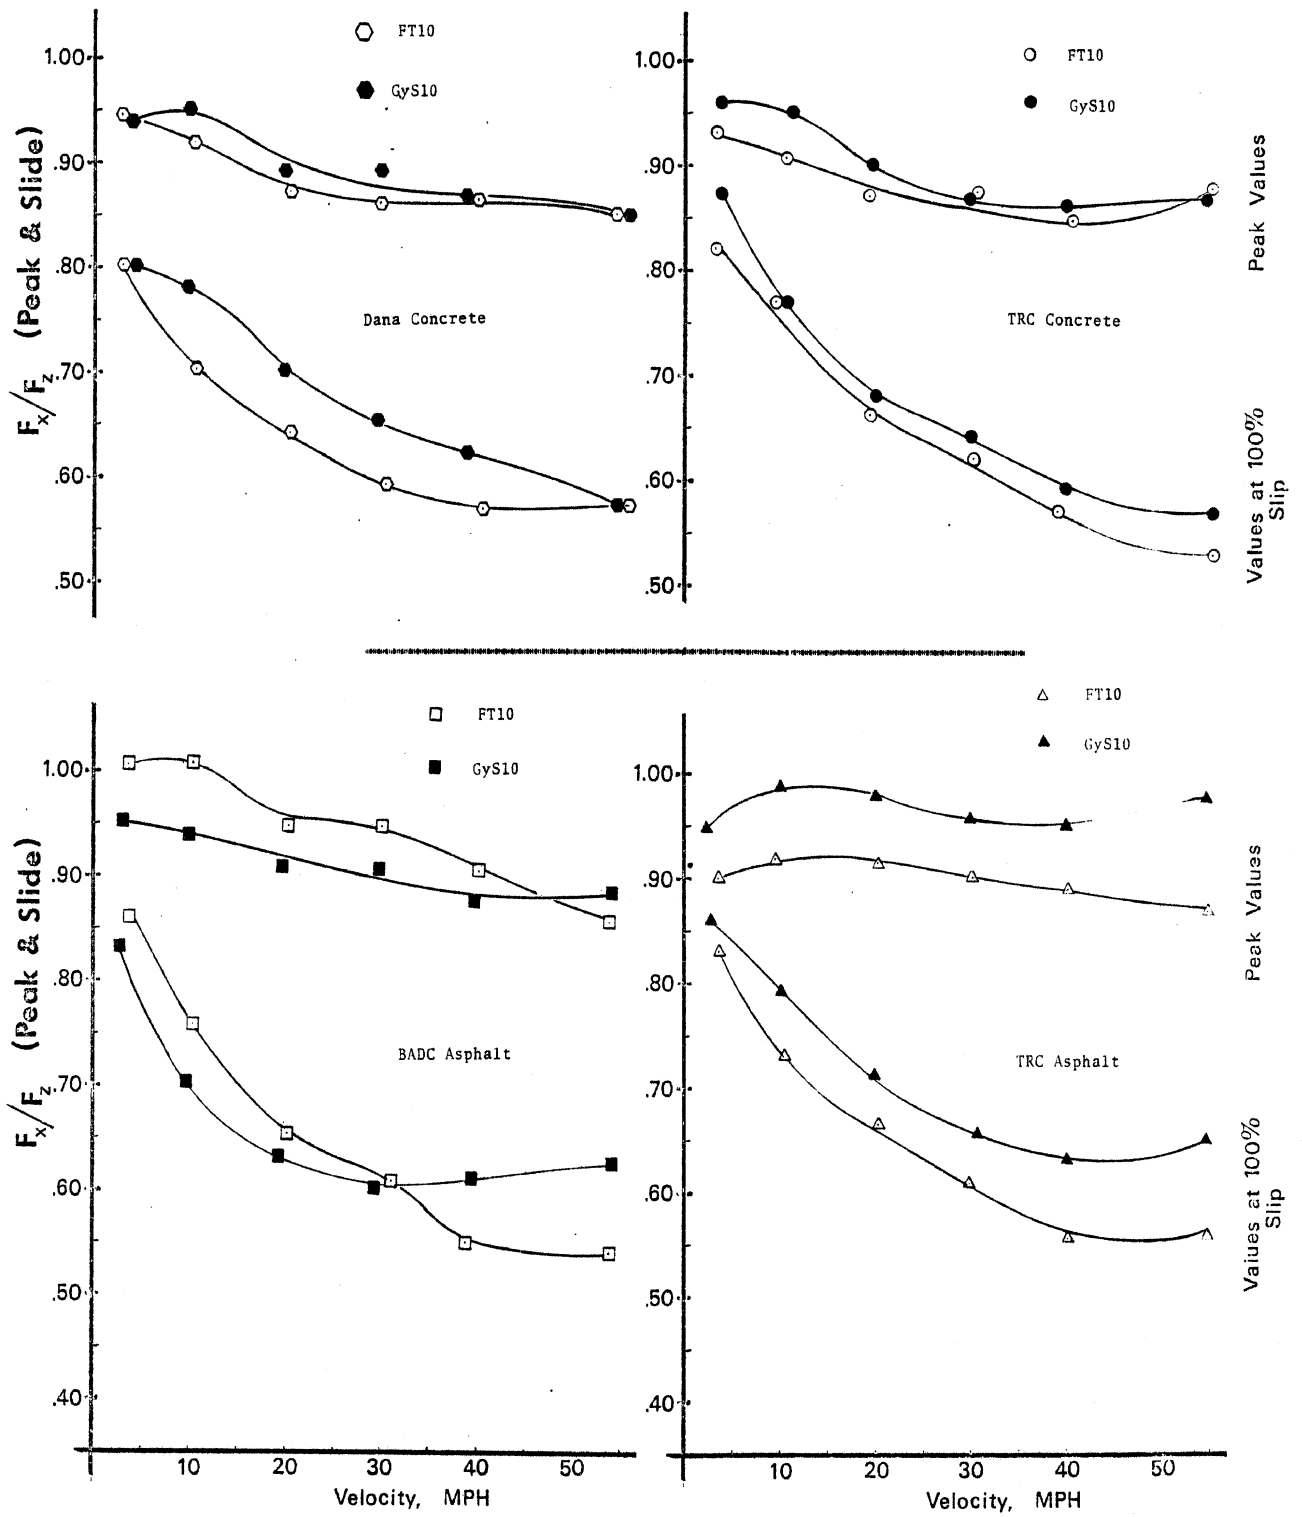 FT10
GyS10
1.00
.90
.80
.70
.60
.50
F_x/F_z (Peak & Slide)
Dana Concrete
FT10
GyS10
1.00
.90
.80
.70
.60
.50
TRC Concrete
Peak Values
Values at 100%
Slip
FT10
GyS10
1.00
.90
.80
.70
.60
.50
.40
F_x/F_z (Peak & Slide)
BADC Asphalt
10 20 30 40 50
Velocity, MPH
FT10
GyS10
1.00
.90
.80
.70
.60
.50
.40
TRC Asphalt
Peak Values
Values at 100%
Slip
10 20 30 40 50
Velocity, MPH